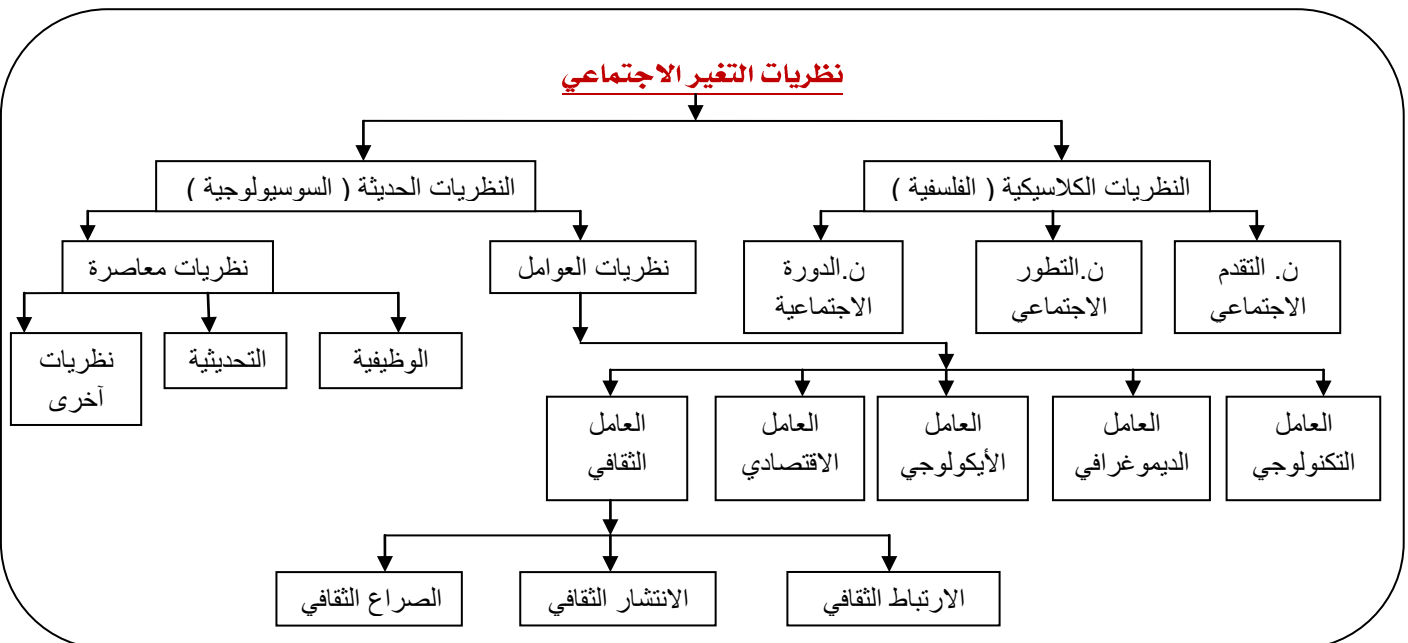 نظريات التغير الاجتماعي
النظريات الكلاسيكية ( الفلسفية )
النظريات الحديثة ( السوسيولوجية )
ن. التقدم
الاجتماعي
ن.التطور
الاجتماعي
ن.الدورة
الاجتماعية
نظريات العوامل
نظريات معاصرة
الوظيفية
التحديثية
نظريات
آخرى
العامل
التكنولوجي
العامل
الديموغرافي
العامل
الأيكولوجي
العامل
الاقتصادي
العامل
الثقافي
الارتباط الثقافي
الانتشار الثقافي
الصراع الثقافي